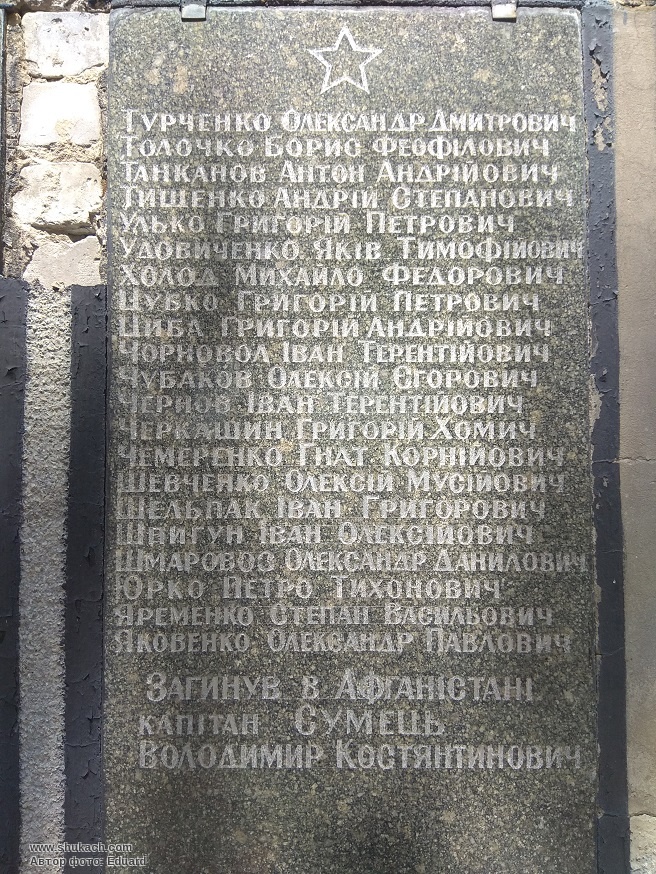 Турченко Олександр Дмитрович
Толочко Борис Феофілович
Танканов Антон Андрійович
Тищенко Андрій Степанович
Улько Григорій Петрович
Удовиченко Яків Тимофійович
Холод Михайло Федорович
Цубко Григорій Петрович
Циба Григорій Андрійович
Чорновол Іван Терентійович
Чубаков Олексій Єгорович
Чернов Іван Терентійович
Черкашин Григорій Хомич
Чемеренко Гнат Корнійович
Шевченко Олексій Мусійович
Шельпак Іван Григорович
Шпигун Іван Олексійович
Шмаровоз Олександр Данилович
Юрко Петро Тихонович
Яременко Степан Васильович
Яковенко Олександр Павлович
Загинув в Афганістані
капітан Сумець
Володимир Костянтинович
www.shukach.com
Автор фото: Eduard